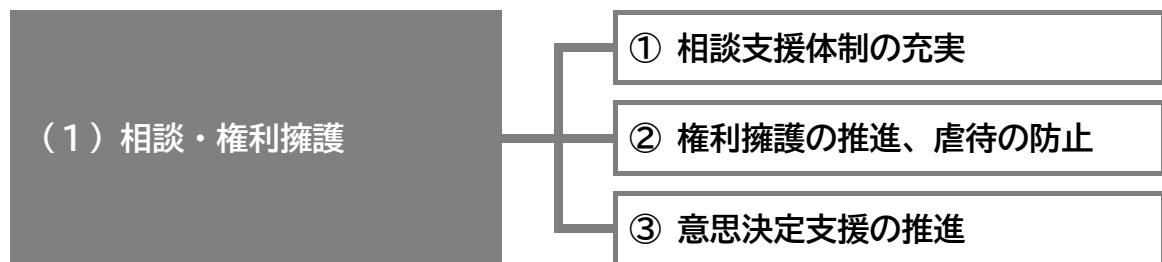 （1）相談・権利擁護
① 相談支援体制の充実
② 権利擁護の推進、虐待の防止
③ 意思決定支援の推進